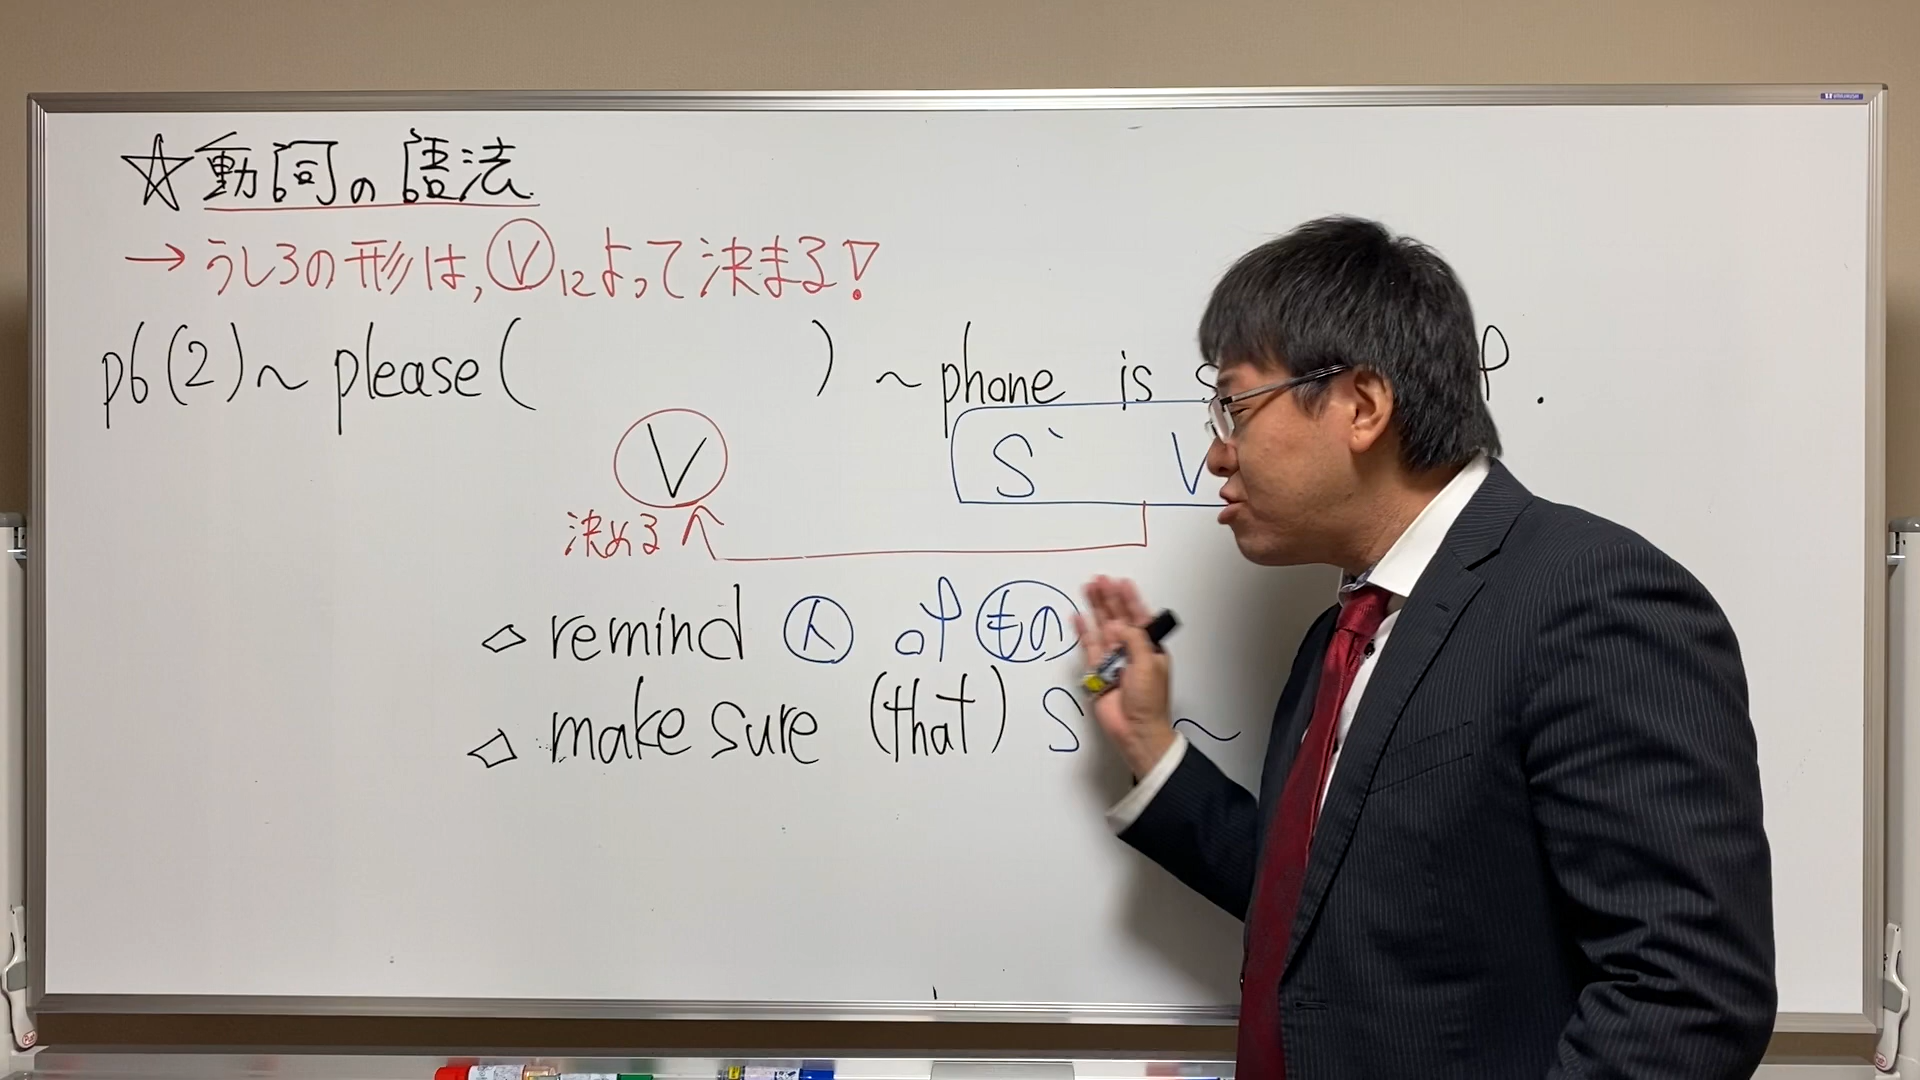 ☆動詞の語法
→うしろの形は,Ⓥによって決まる!
p6(2)~please( ) ~phone is
V S` V
決める
◇ remind 人 of もの
◇ make sure (that) S ~